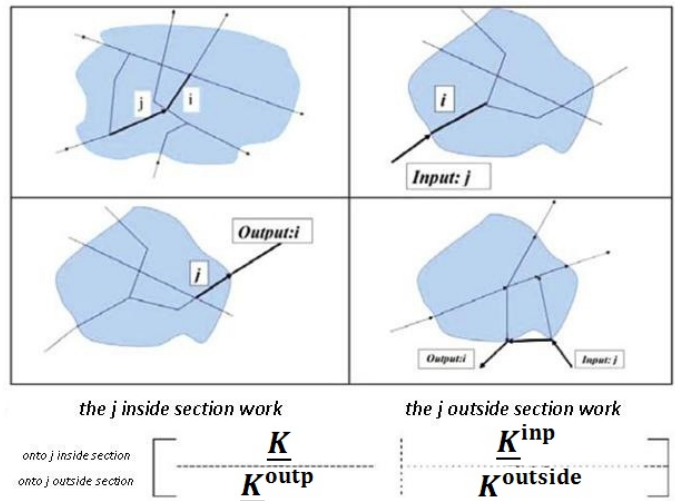 j
i
i
Input: j
Output:i
j
Output:i
Input: j
the j inside section work the j outside section work
onto j inside section
onto j outside section
K
K^outp
K^inp
K^outside